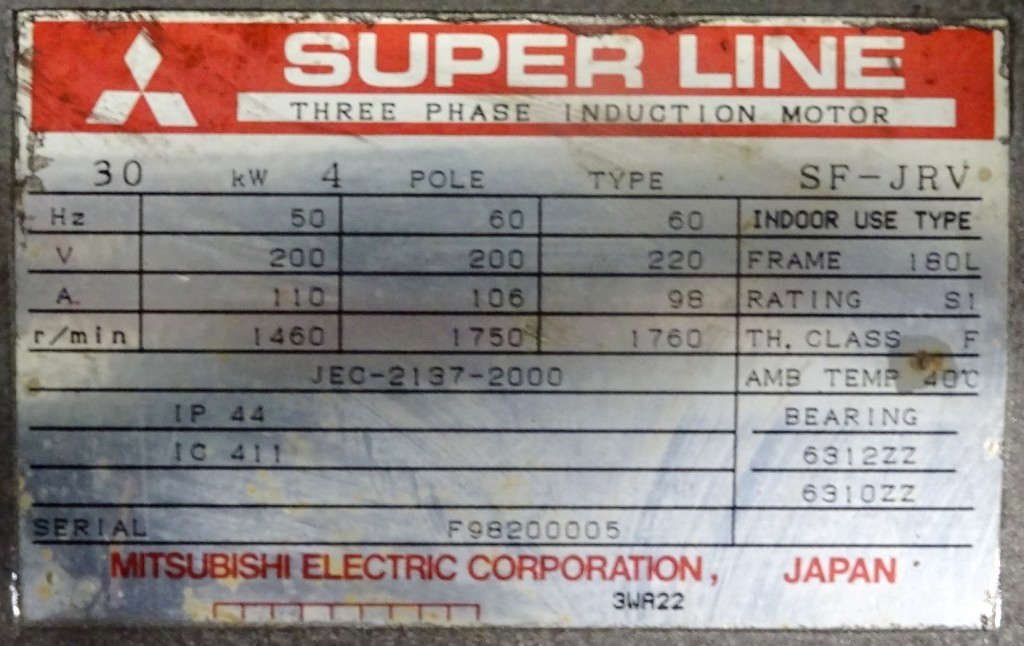 SUPER LINE
THREE PHASE INDUCTION MOTOR
30 kW 4 POLE TYPE SF-JRV
Hz 50 60 60 INDOOR USE TYPE
V 200 200 220 FRAME 180L
A 110 106 98 RATING S1
r/min 1460 1750 1760 TH. CLASS F
JEC-2137-2000 AMB TEMP 40℃
IP 44 BEARING
IC 411 6312ZZ
6310ZZ
SERIAL F98200005
MITSUBISHI ELECTRIC CORPORATION, JAPAN
3WA22